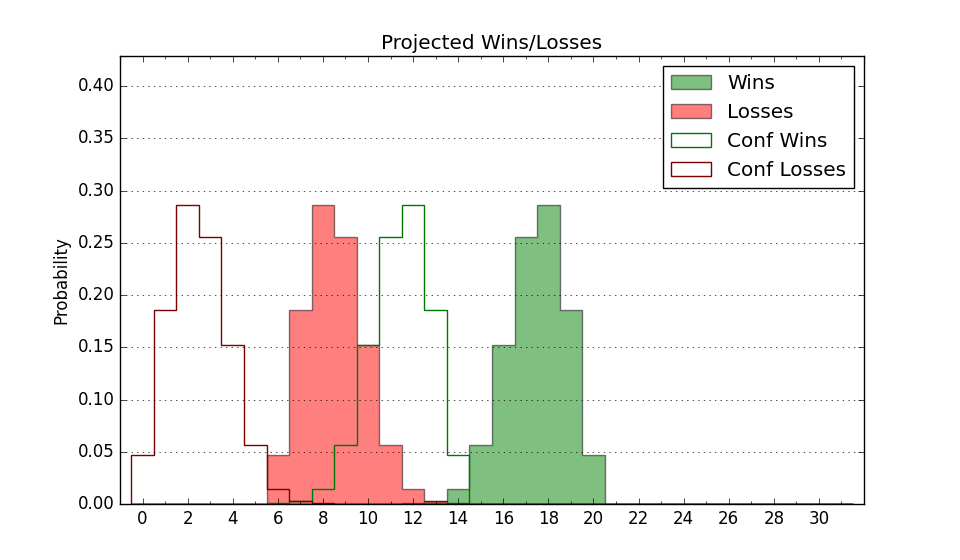 Projected Wins/Losses
Wins
Losses
Conf Wins
Conf Losses
Probability
0.40
0.35
0.30
0.25
0.20
0.15
0.10
0.05
0.00
0 2 4 6 8 10 12 14 16 18 20 22 24 26 28 30